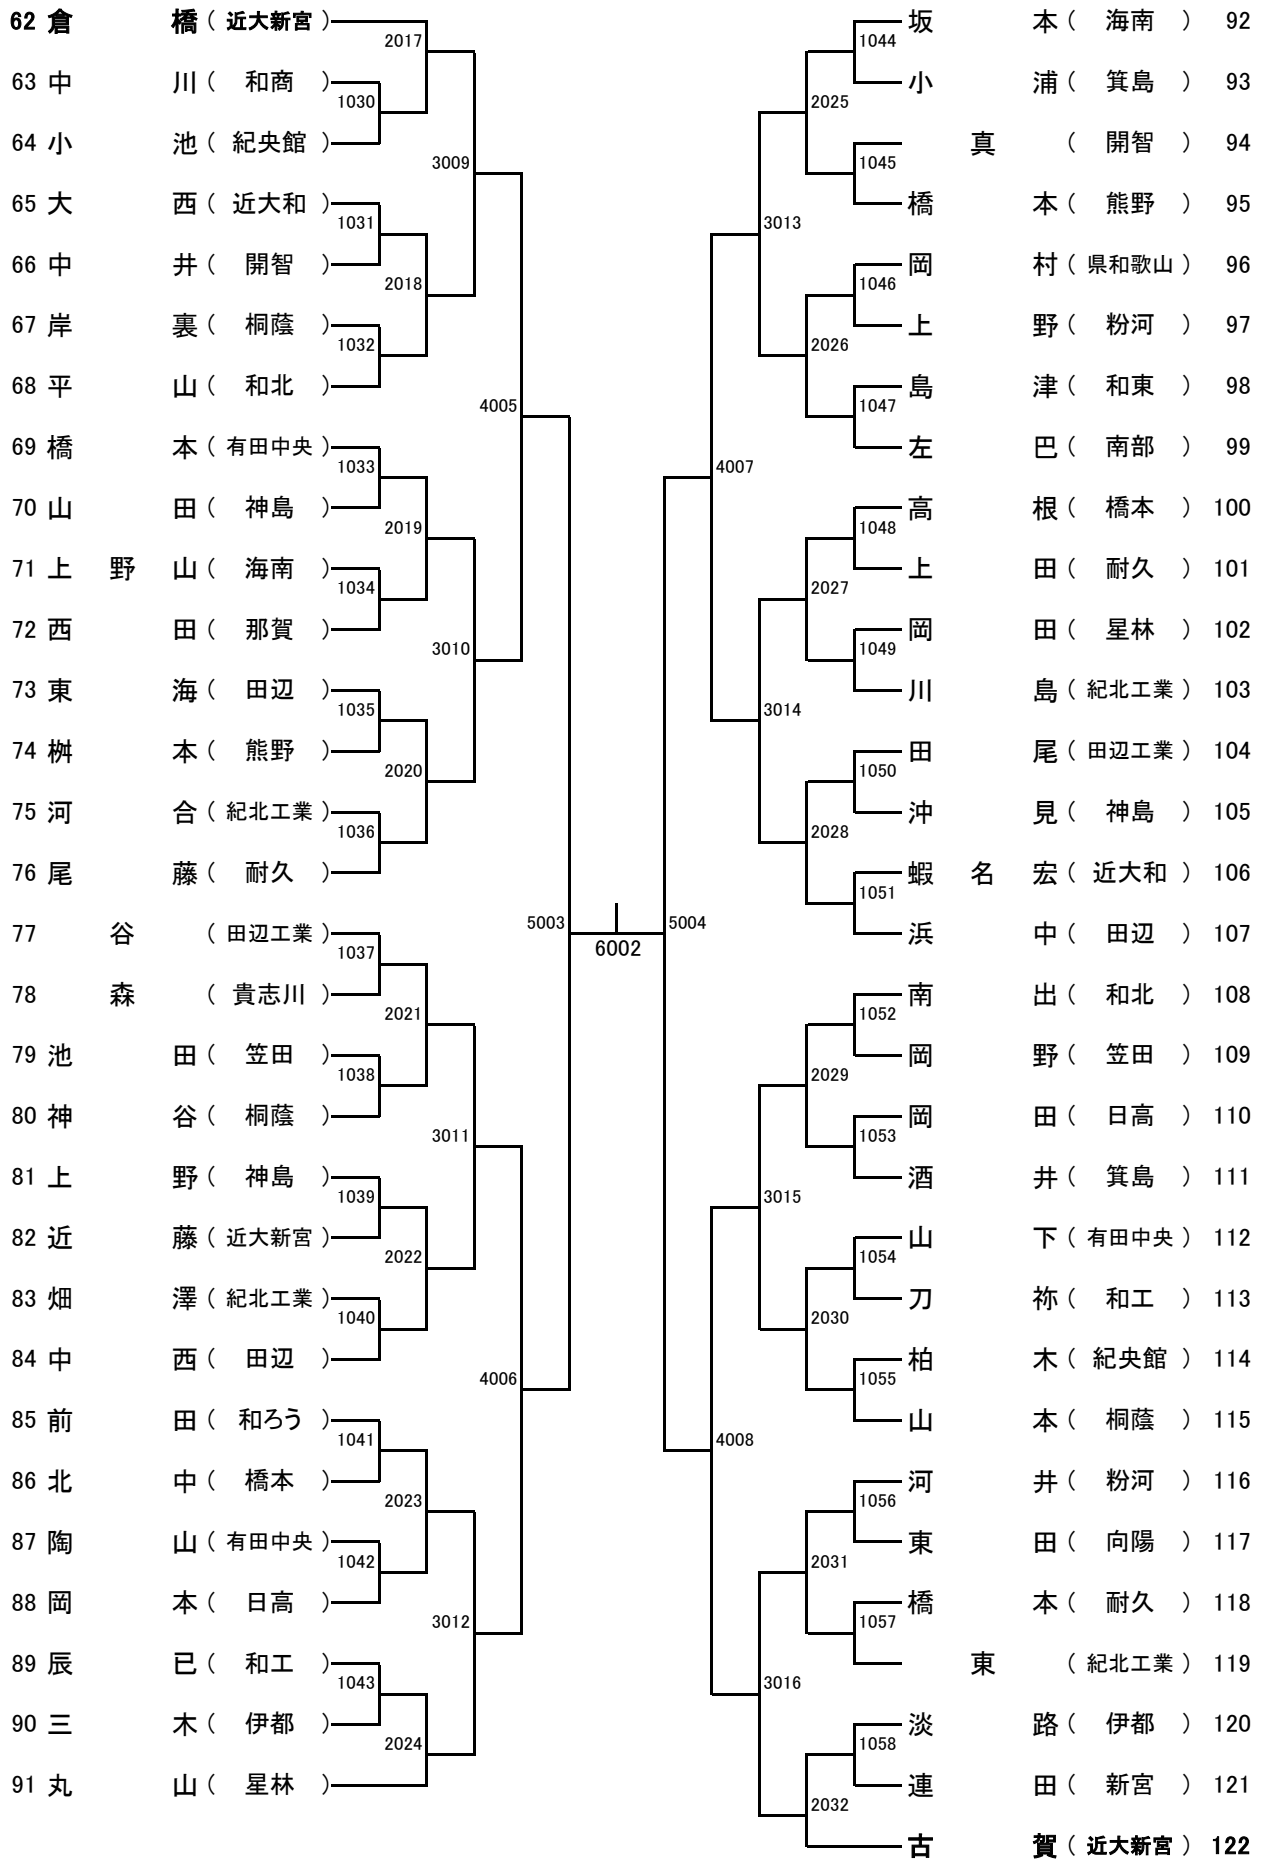 62 倉橋（近大新宮）
63 中川（和商）
64 小池（紀央館）
65 大西（近大和）
66 中井（開智）
67 岸裏（桐蔭）
68 平山（和北）
69 橋本（有田中央）
70 山田（神島）
71 上野山（海南）
72 西田（那賀）
73 東海（田辺）
74 桝本（熊野）
75 河合（紀北工業）
76 尾藤（耐久）
77 谷（田辺工業）
78 森（貴志川）
79 池田（笠田）
80 神谷（桐蔭）
81 上野（神島）
82 近藤（近大新宮）
83 畑澤（紀北工業）
84 中西（田辺）
85 前田（和ろう）
86 北中（橋本）
87 陶山（有田中央）
88 岡本（日高）
89 辰已（和工）
90 三木（伊都）
91 丸山（星林）
1030
1031
1032
1033
1034
1035
1036
1037
1038
1039
1040
1041
1042
1043
2017
2018
2019
2020
2021
2022
2023
2024
3009
3010
3011
3012
4005
4006
5003
6002
5004
4007
4008
3013
3014
3015
3016
2025
2026
2027
2028
2029
2030
2031
2032
1044
1045
1046
1047
1048
1049
1050
1051
1052
1053
1054
1055
1056
1057
1058
坂本（海南）92
小浦（箕島）93
真（開智）94
橋本（熊野）95
岡村（県和歌山）96
上野（粉河）97
島津（和東）98
左巴（南部）99
高根（橋本）100
上田（耐久）101
岡田（星林）102
川島（紀北工業）103
田尾（田辺工業）104
沖見（神島）105
蝦名宏（近大和）106
浜中（田辺）107
南出（和北）108
岡野（笠田）109
岡田（日高）110
酒井（箕島）111
山下（有田中央）112
刀祢（和工）113
柏木（紀央館）114
山本（桐蔭）115
河井（粉河）116
東田（向陽）117
橋本（耐久）118
東（紀北工業）119
淡路（伊都）120
連田（新宮）121
古賀（近大新宮）122